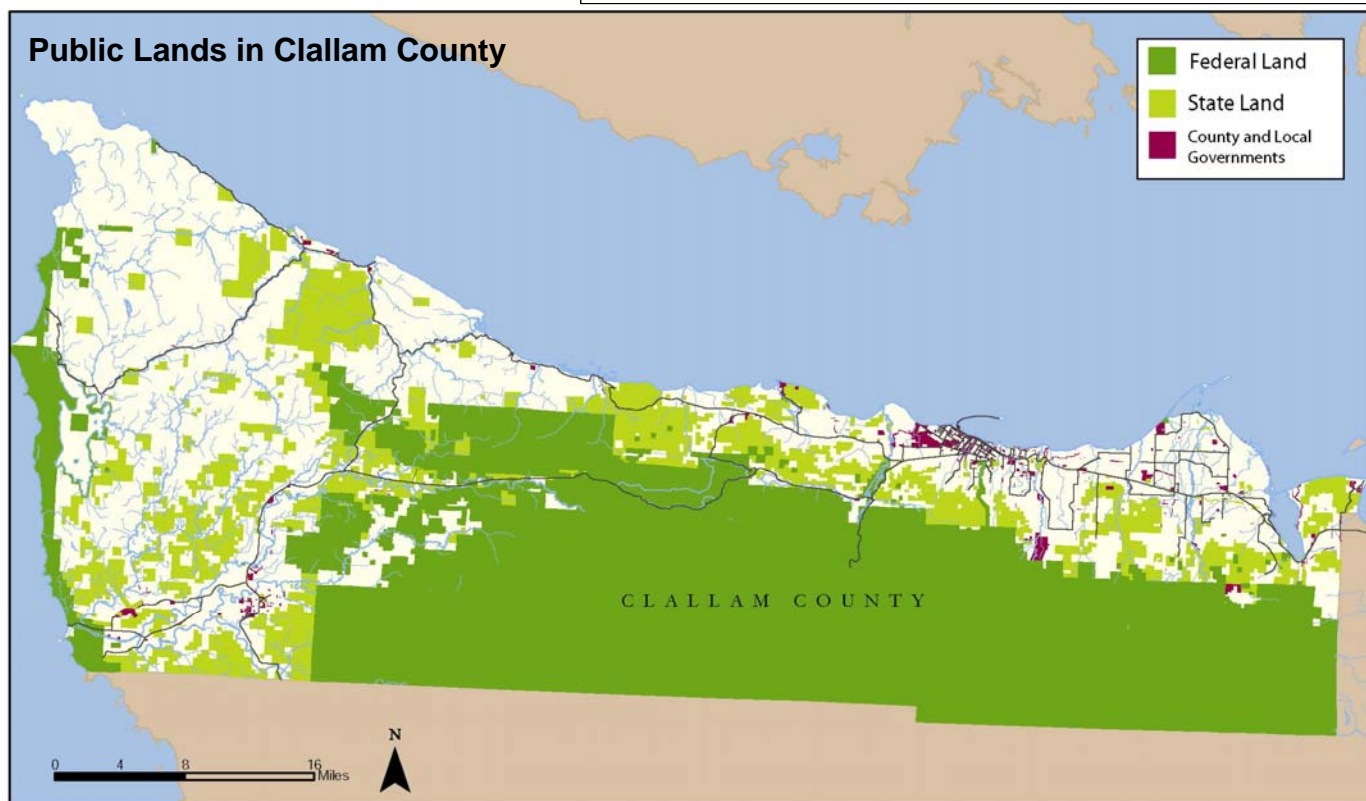 Public Lands in Clallam County
Federal Land
State Land
County and Local
Governments
CLALLAM COUNTY
N
0 4 8 16
Miles